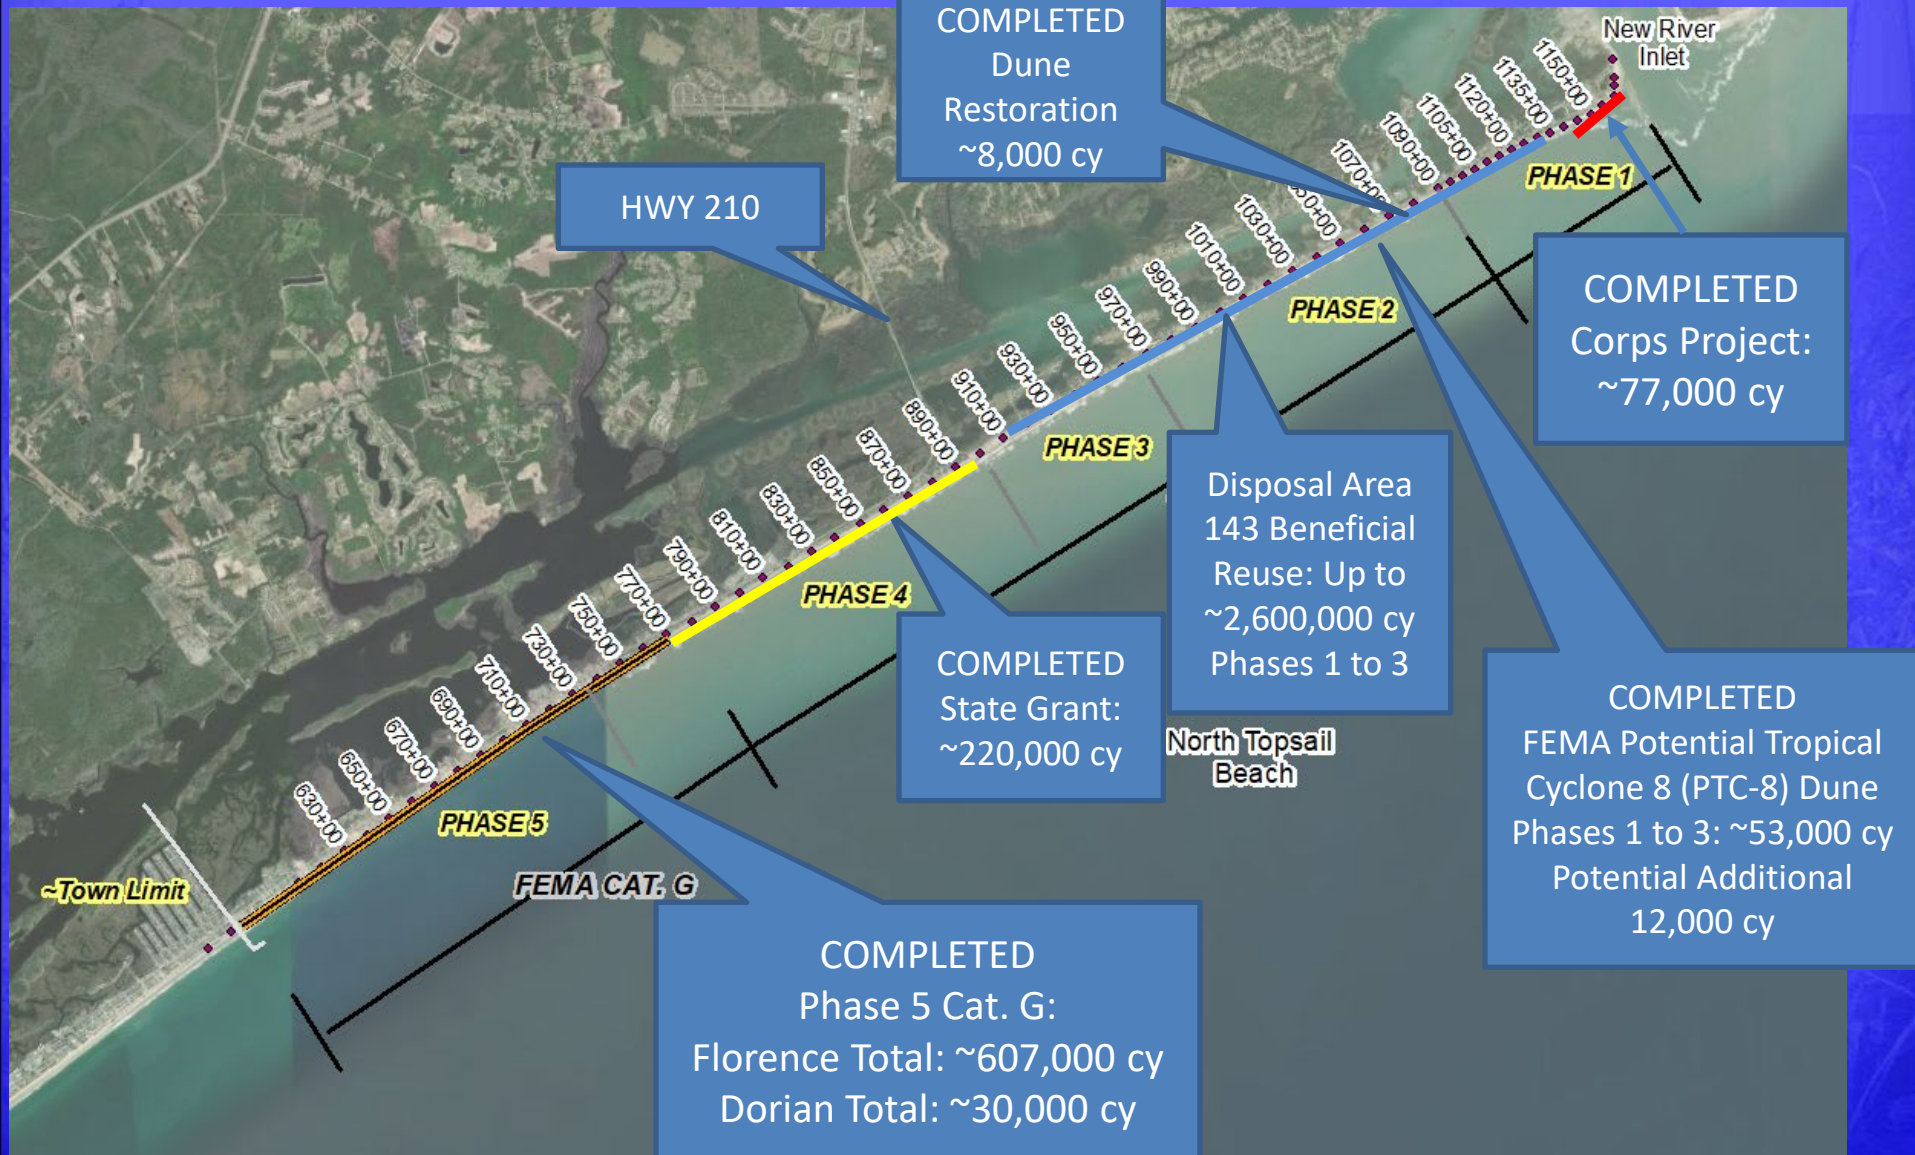 COMPLETED
Dune
Restoration
~8,000 cy
New River
Inlet
HWY 210
1150+00
1135+00
1120+00
1105+00
1090+00
1070+00
1030+00
1010+00
990+00
970+00
950+00
930+00
910+00
890+00
870+00
850+00
830+00
810+00
790+00
770+00
750+00
730+00
710+00
690+00
670+00
650+00
630+00
PHASE 1
PHASE 2
PHASE 3
PHASE 4
PHASE 5
COMPLETED
Corps Project:
~77,000 cy
Disposal Area
143 Beneficial
Reuse: Up to
~2,600,000 cy
Phases 1 to 3
COMPLETED
State Grant:
~220,000 cy
North Topsail
Beach
COMPLETED
FEMA Potential Tropical
Cyclone 8 (PTC-8) Dune
Phases 1 to 3: ~53,000 cy
Potential Additional
12,000 cy
~Town Limit
FEMA CAT. G
COMPLETED
Phase 5 Cat. G:
Florence Total: ~607,000 cy
Dorian Total: ~30,000 cy